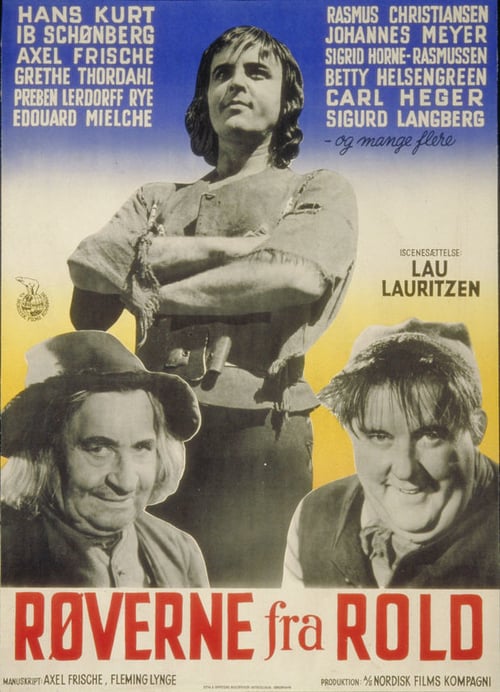 HANS KURT
IB SCHØNBERG
AXEL FRISCHE
GRETHE THORDAHL
PREBEN LERDORFF RYE
EDOUARD MIELCHE
RASMUS CHRISTIANSEN
JOHANNES MEYER
SIGRID HORNE-RASMUSSEN
BETTY HELSENGREEN
CARL HEGER
SIGURD LANGBERG
- og mange flere
ISCENESÆTTELSE:
LAU
LAURITZEN
RØVERNE fra ROLD
MANUSKRIPT: AXEL FRISCHE, FLEMING LYNGE
PRODUKTION: A/S NORDISK FILMS KOMPAGNI